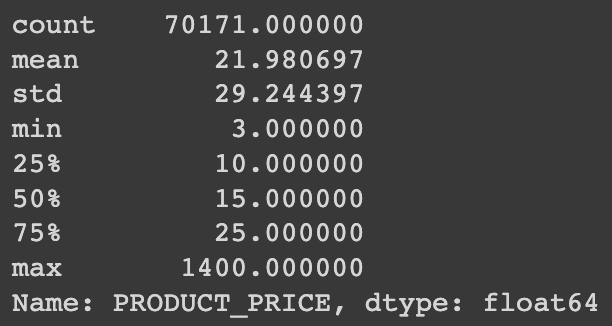 count    70171.000000
mean        21.980697
std         29.244397
min          3.000000
25%         10.000000
50%         15.000000
75%         25.000000
max       1400.000000
Name: PRODUCT_PRICE, dtype: float64